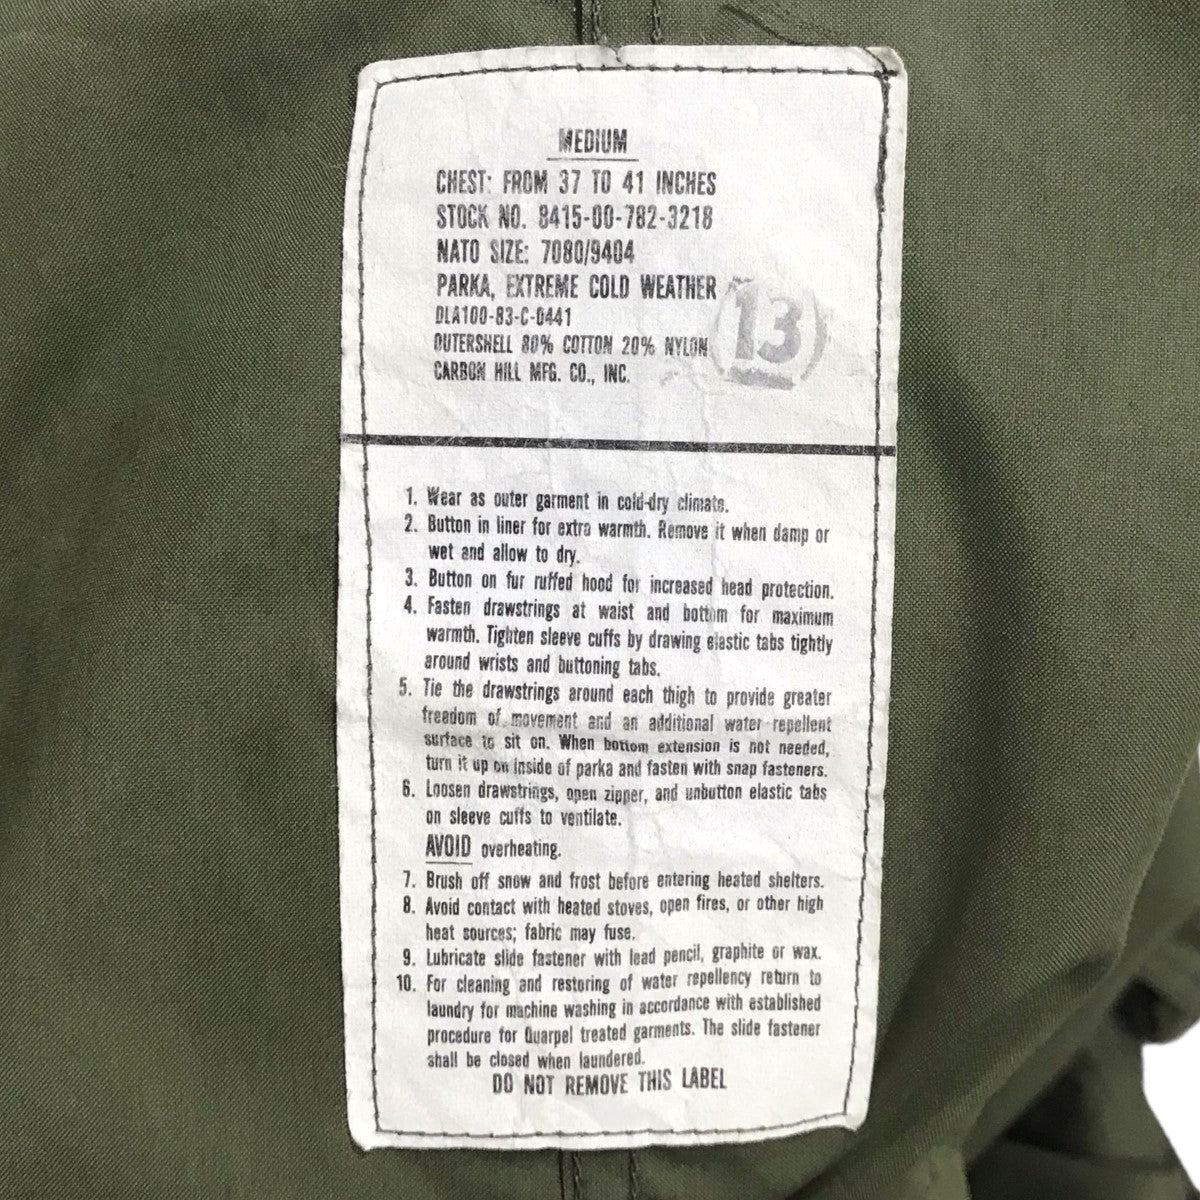 MEDIUM
CHEST: FROM 37 TO 41 INCHES
STOCK NO. 8415-00-782-3218
NATO SIZE: 7080/9404
PARKA, EXTREME COLD WEATHER
DLA100-83-C-0441
13
OUTERSHELL 80% COTTON 20% NYLON
CARBON HILL MFG. CO., INC.
1. Wear as outer garment in cold-dry climate.
2. Button in liner for extra warmth. Remove it when damp or
wet and allow to dry.
3. Button on fur ruffed hood for increased head protection.
4. Fasten drawstrings at waist and bottom for maximum
warmth. Tighten sleeve cuffs by drawing elastic tabs tightly
around wrists and buttoning tabs.
5. Tie the drawstrings around each thigh to provide greater
freedom of movement and an additional water repellent
surface to sit on. When bottom extension is not needed,
turn it up on inside of parka and fasten with snap fasteners.
6. Loosen drawstrings, open zipper, and unbutton elastic tabs
on sleeve cuffs to ventilate.
AVOID overheating.
7. Brush off snow and frost before entering heated shelters.
8. Avoid contact with heated stoves, open fires, or other high
heat sources; fabric may fuse.
9. Lubricate slide fastener with lead pencil, graphite or wax.
10. For cleaning and restoring of water repellency return to
laundry for machine washing in accordance with established
procedure for Quarpel treated garments. The slide fastener
shall be closed when laundered.
DO NOT REMOVE THIS LABEL